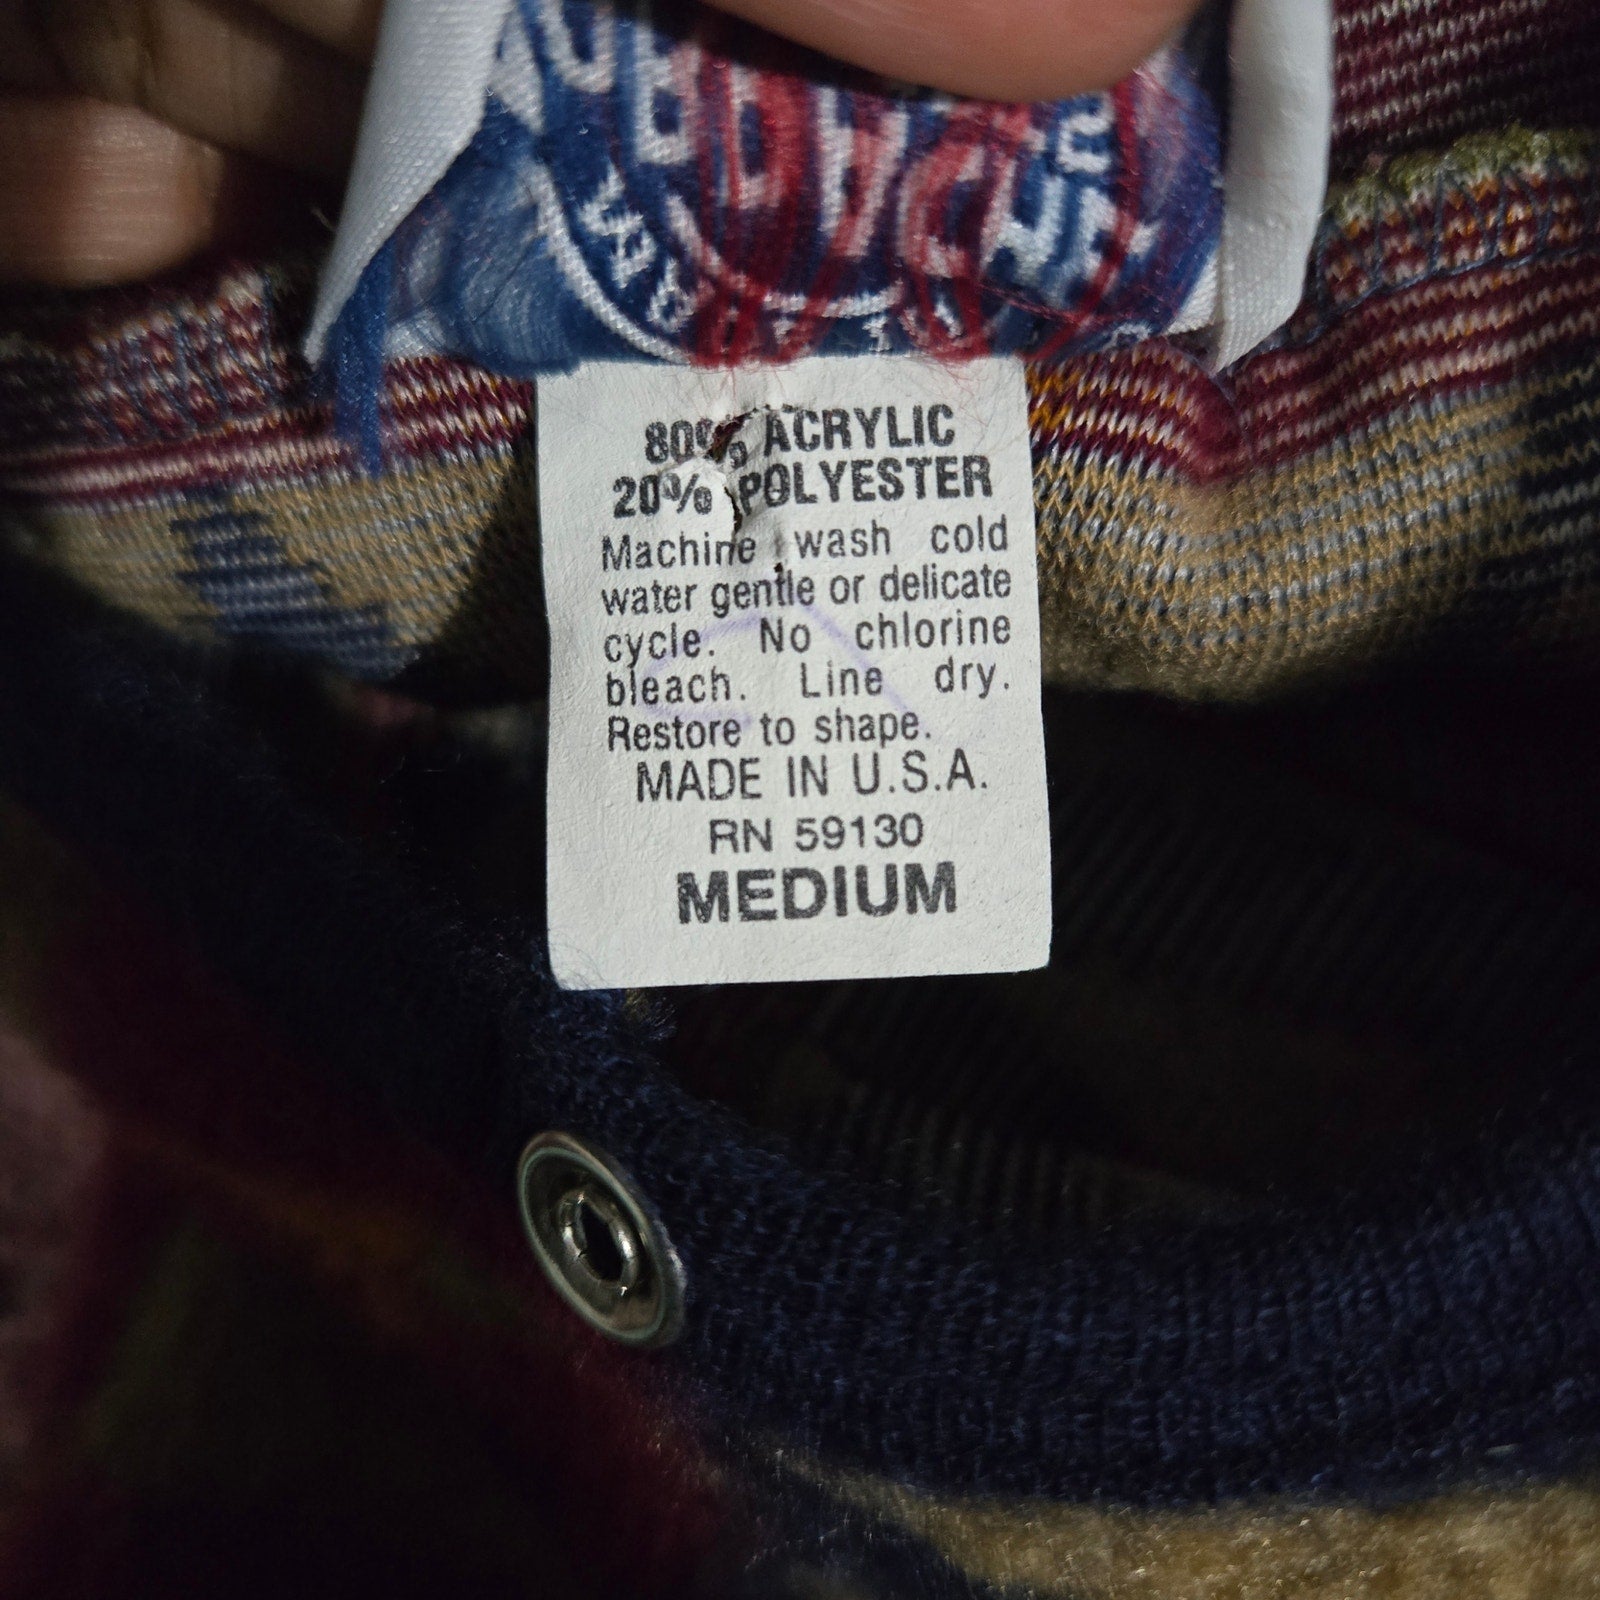 80% ACRYLIC
20% POLYESTER
Machine wash cold
water gentle or delicate
cycle. No chlorine
bleach. Line dry.
Restore to shape.
MADE IN U.S.A.
RN 59130
MEDIUM